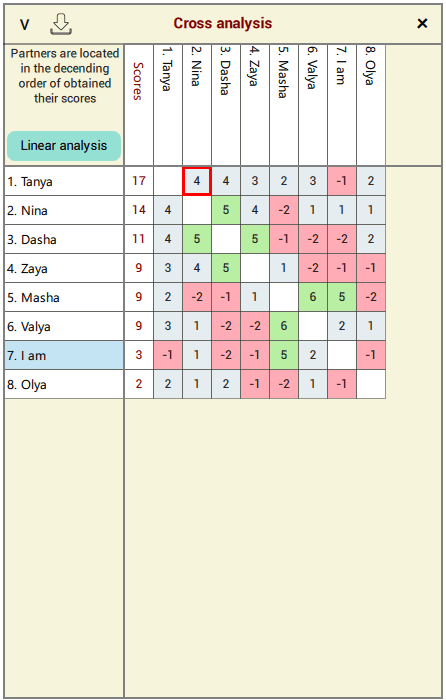 v Cross analysis ×
Partners are located
in the decending
order of obtained
their scores
Linear analysis
Scores
1. Tanya
2. Nina
3. Dasha
4. Zaya
5. Masha
6. Valya
7. I am
8. Olya
1. Tanya 17 4 4 3 2 3 -1 2
2. Nina 14 4 5 4 -2 1 1 1
3. Dasha 11 4 5 5 -1 -2 -2 2
4. Zaya 9 3 4 5 1 -2 -1 -1
5. Masha 9 2 -2 -1 1 6 5 -2
6. Valya 9 3 1 -2 -2 6 2 1
7. I am 3 -1 1 -2 -1 5 2 -1
8. Olya 2 2 1 2 -1 -2 1 -1